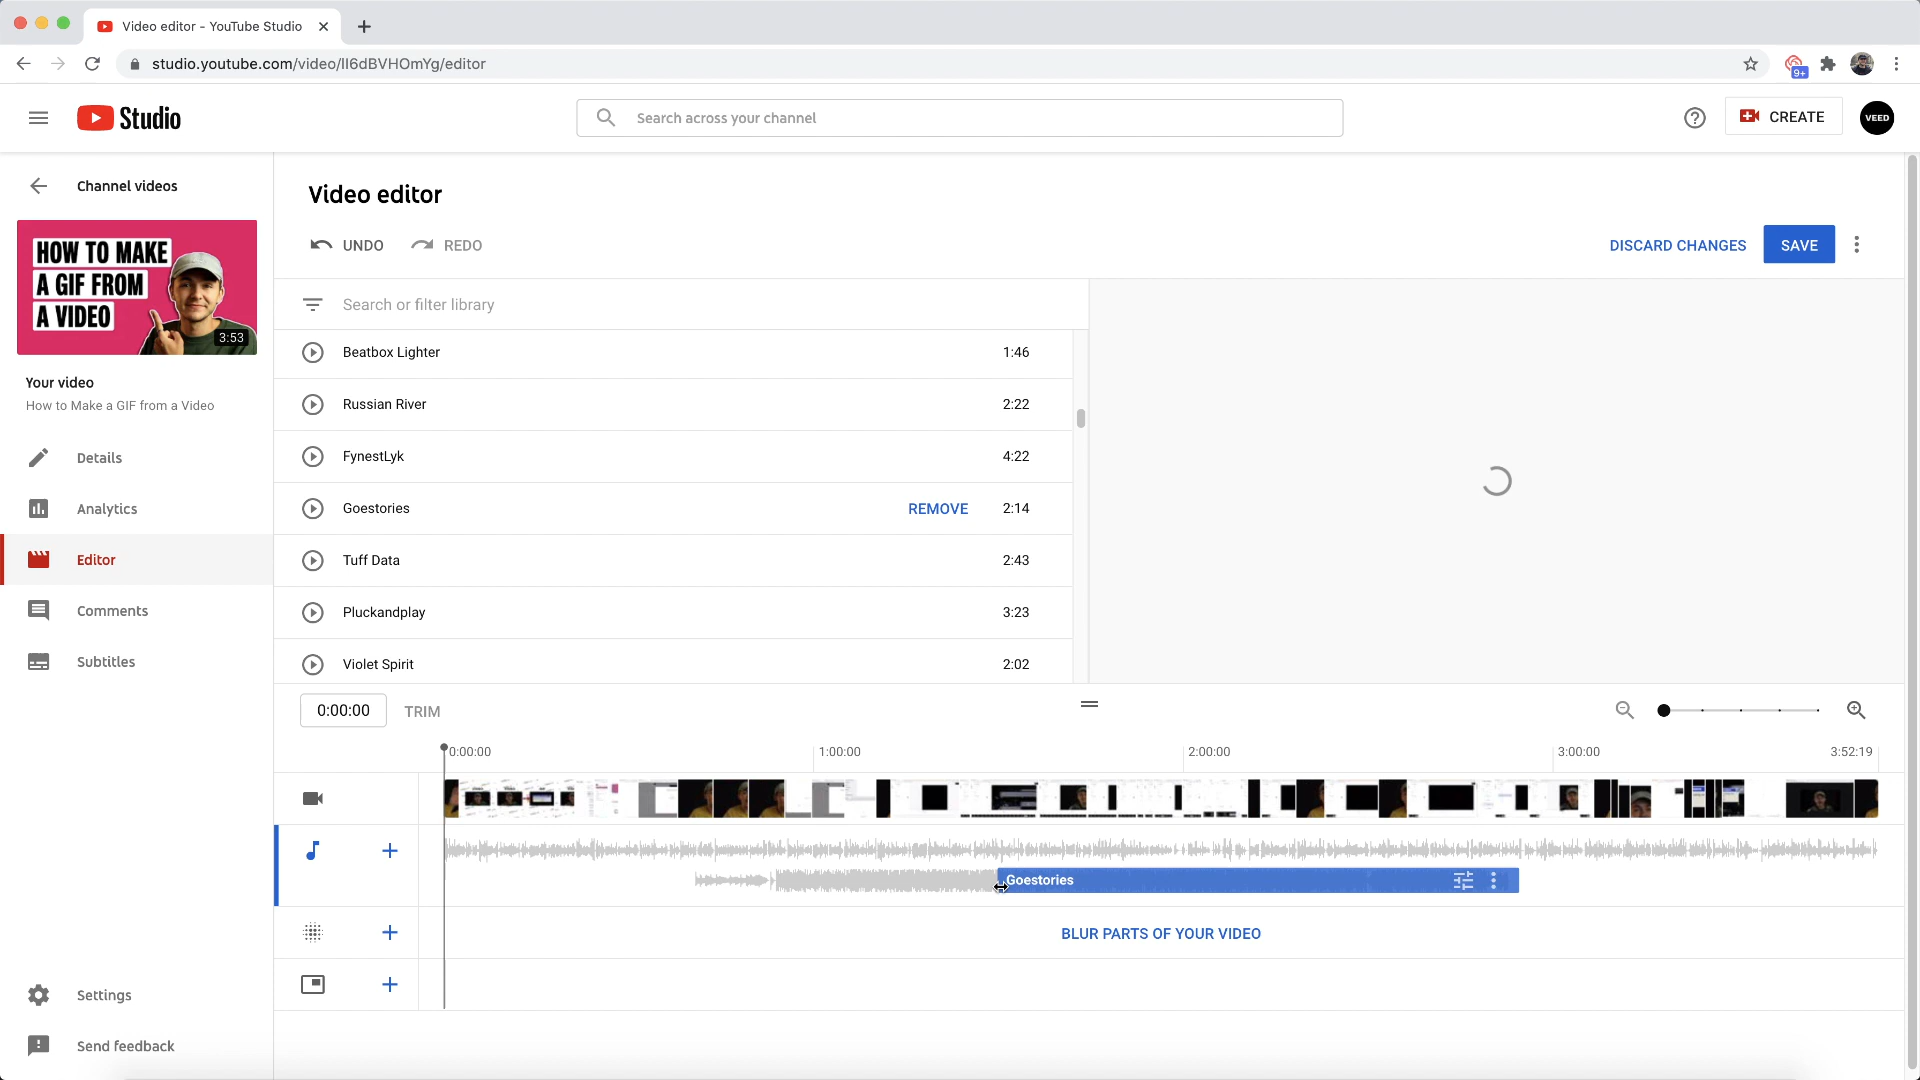 Video editor - YouTube Studio
studio.youtube.com/video/II6dBVHOmYg/editor
9+
Studio
Search across your channel
CREATE
VEED
Channel videos
HOW TO MAKE
A GIF FROM
A VIDEO
3:53
Your video
How to Make a GIF from a Video
Details
Analytics
Editor
Comments
Subtitles
Settings
Send feedback
Video editor
UNDO
REDO
DISCARD CHANGES
SAVE
Search or filter library
Beatbox Lighter 1:46
Russian River 2:22
FynestLyk 4:22
Goestories REMOVE 2:14
Tuff Data 2:43
Pluckandplay 3:23
Violet Spirit 2:02
0:00:00 TRIM
0:00:00 1:00:00 2:00:00 3:00:00 3:52:19
Goestories
BLUR PARTS OF YOUR VIDEO